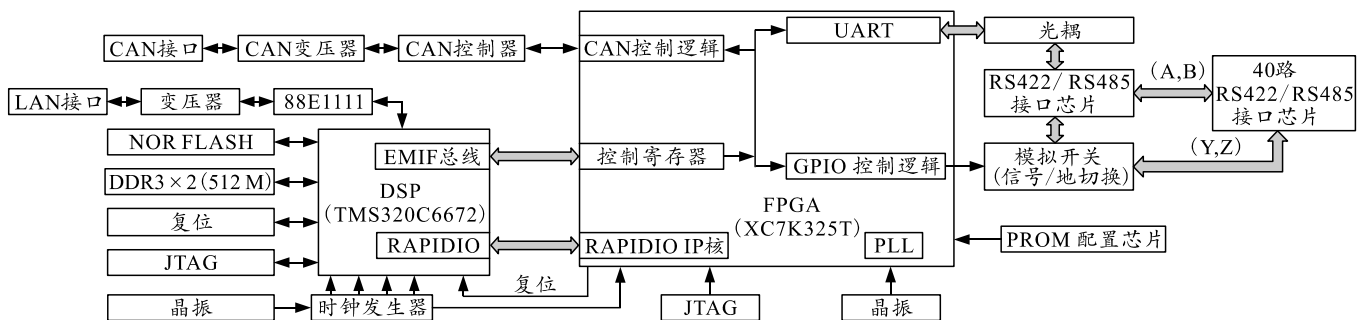 CAN接口
CAN变压器
CAN控制器
CAN控制逻辑
UART
光耦
LAN接口
变压器
88E1111
RS422/RS485
接口芯片
(A,B)
40路
RS422/RS485
接口芯片
NOR FLASH
EMIF总线
控制寄存器
GPIO 控制逻辑
模拟开关
(信号/地切换)
(Y,Z)
DDR3×2(512 M)
DSP
(TMS320C6672)
FPGA
(XC7K325T)
复位
RAPIDIO
RAPIDIO IP核
PLL
PROM 配置芯片
JTAG
复位
晶振
时钟发生器
JTAG
晶振